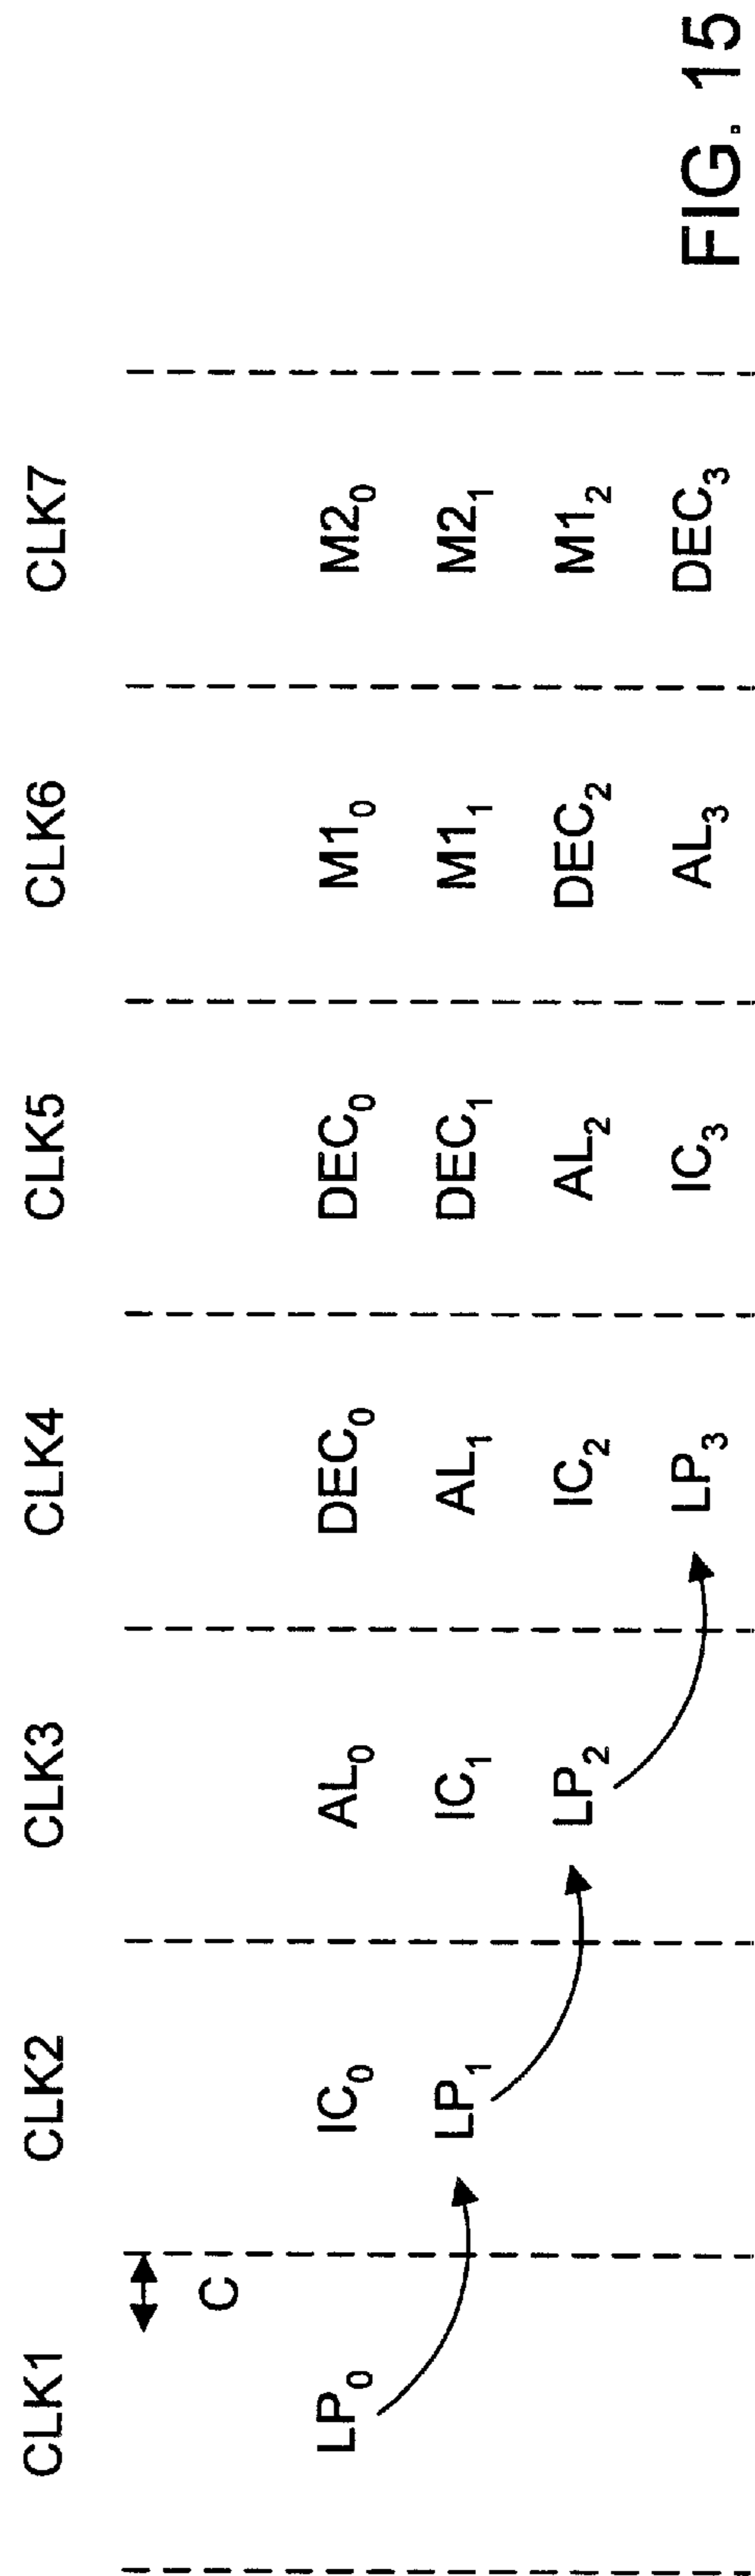 CLK1 CLK2 CLK3 CLK4 CLK5 CLK6 CLK7
C
LP₀ IC₀ AL₀ DEC₀ DEC₀ M1₀ M2₀
LP₁ IC₁ AL₁ DEC₁ M1₁ M2₁
LP₂ IC₂ AL₂ DEC₂ M1₂
LP₃ IC₃ AL₃ DEC₃
FIG. 15